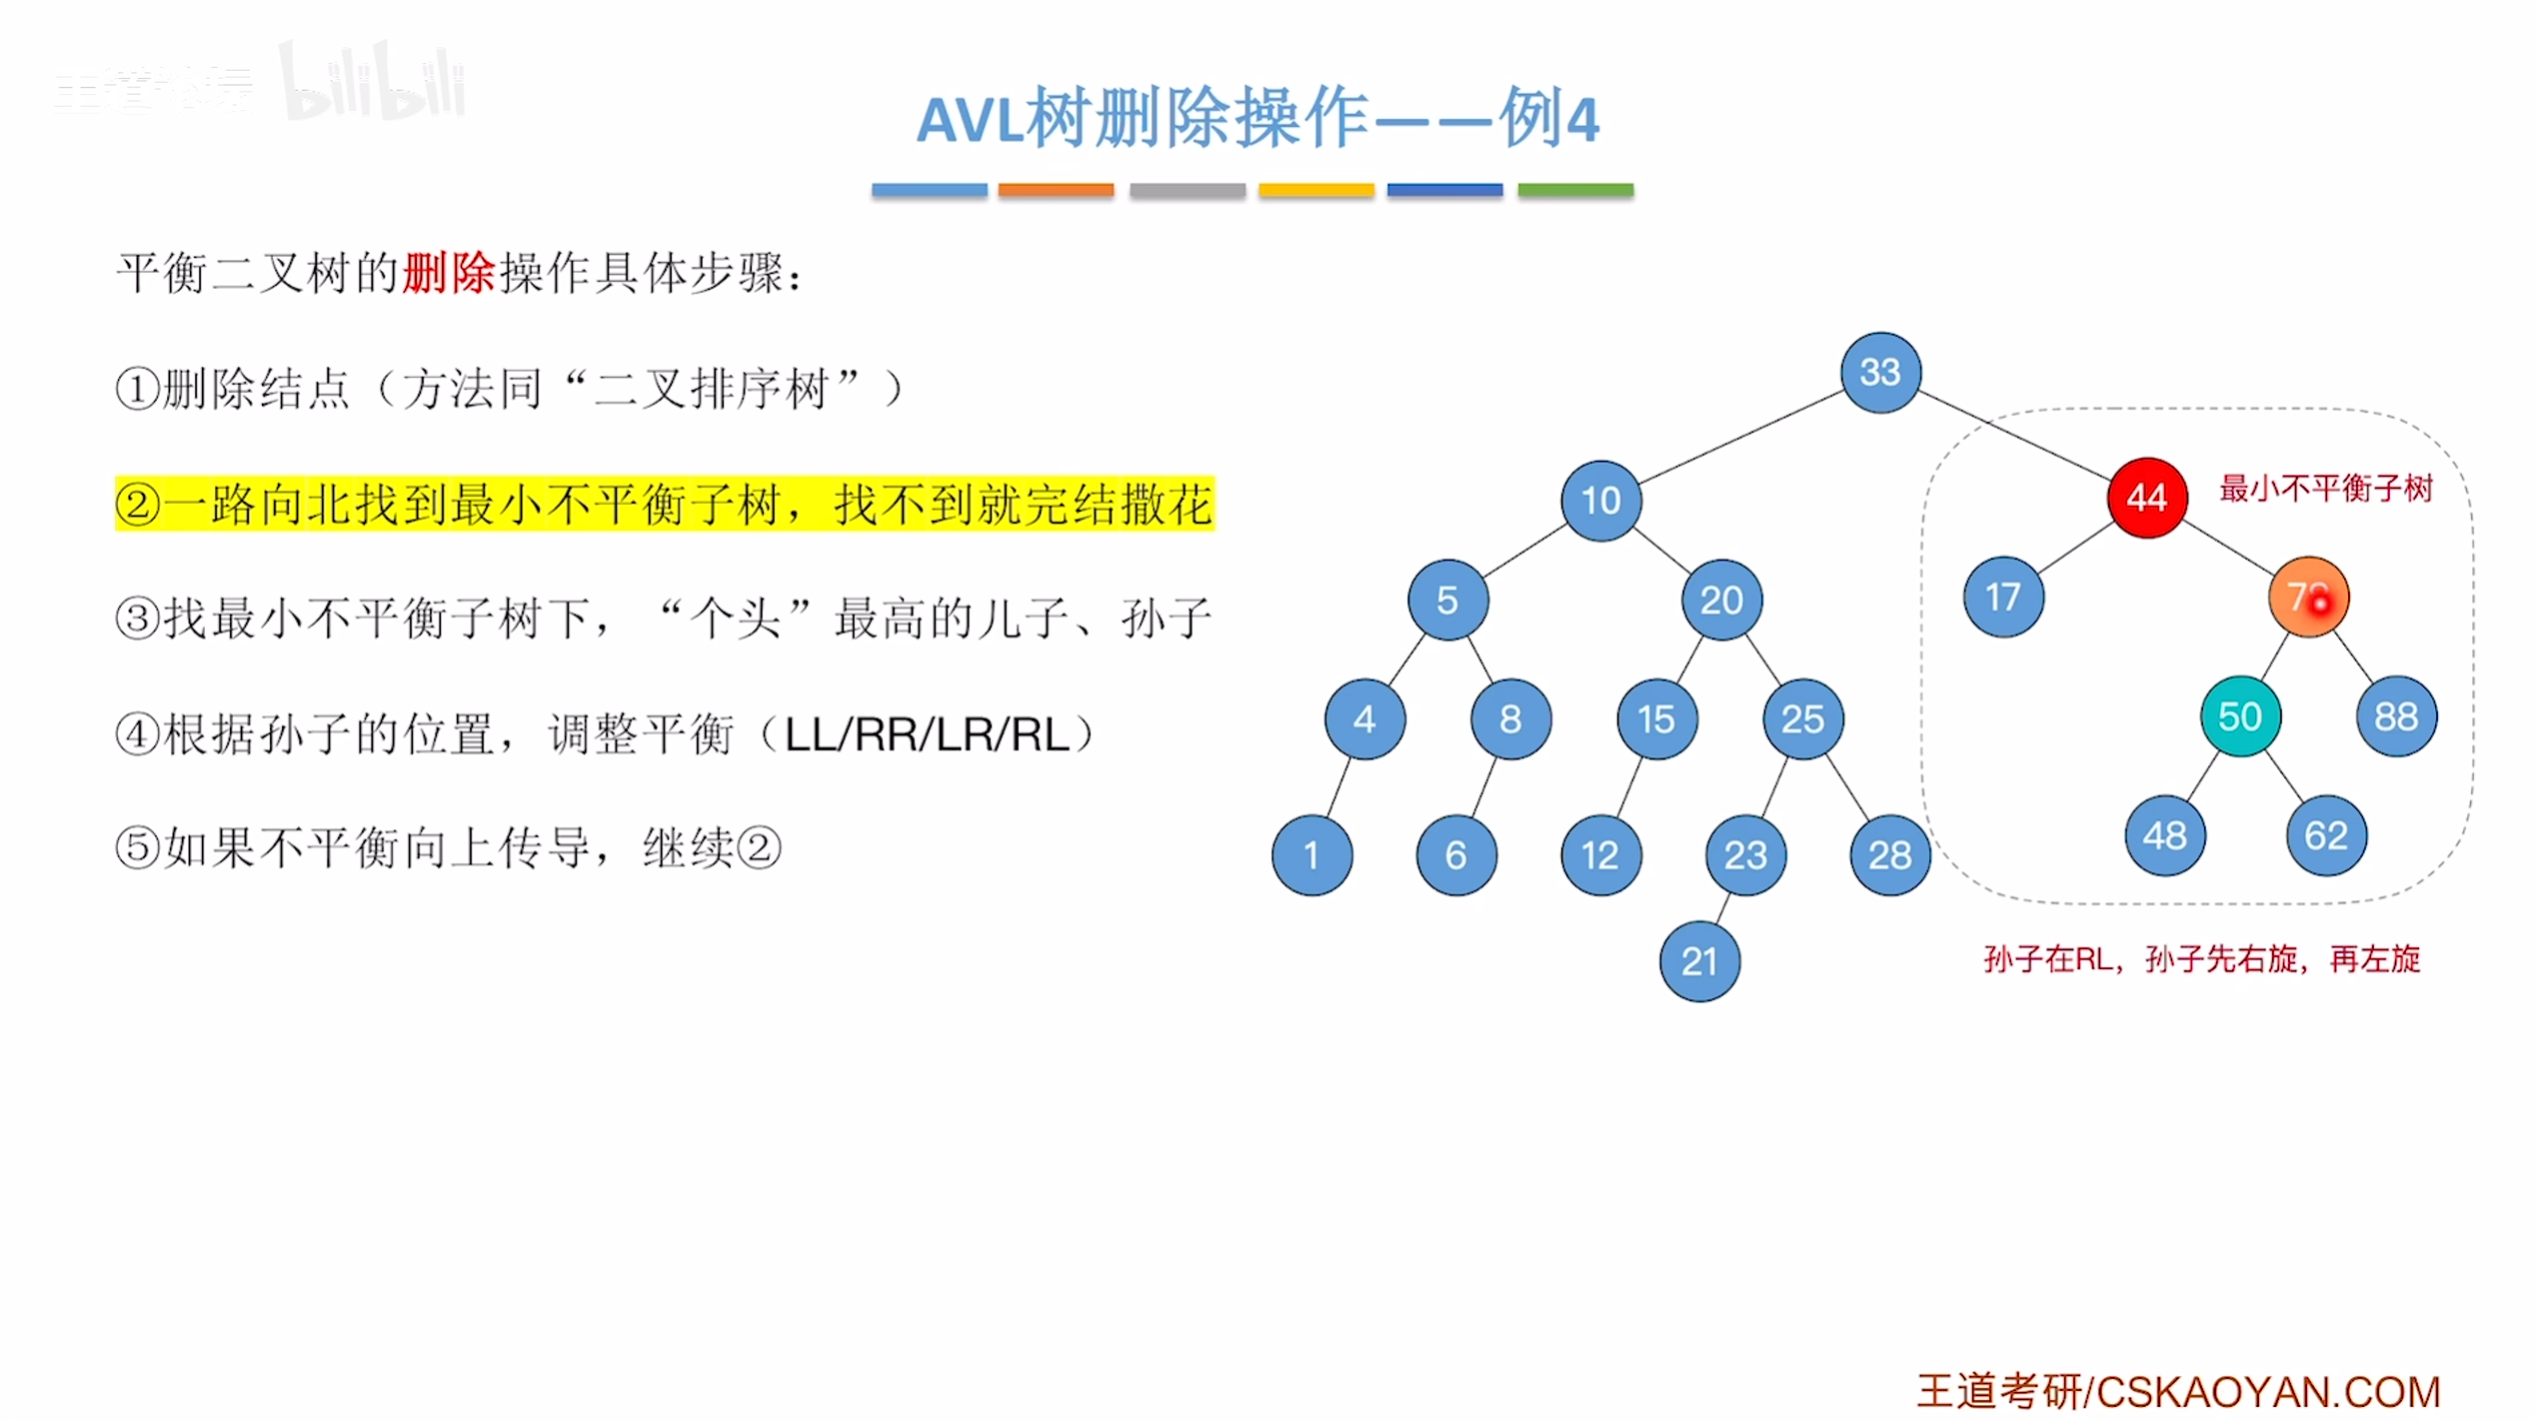 王道论坛 bilibili
AVL树删除操作——例4
平衡二叉树的删除操作具体步骤：
①删除结点（方法同“二叉排序树”）
②一路向北找到最小不平衡子树，找不到就完结撒花
③找最小不平衡子树下，“个头”最高的儿子、孙子
④根据孙子的位置，调整平衡（LL/RR/LR/RL）
⑤如果不平衡向上传导，继续②
33
10
44
最小不平衡子树
5
20
17
4
8
15
25
50
88
1
6
12
23
28
48
62
21
孙子在RL，孙子先右旋，再左旋
王道考研/CSKAOYAN.COM